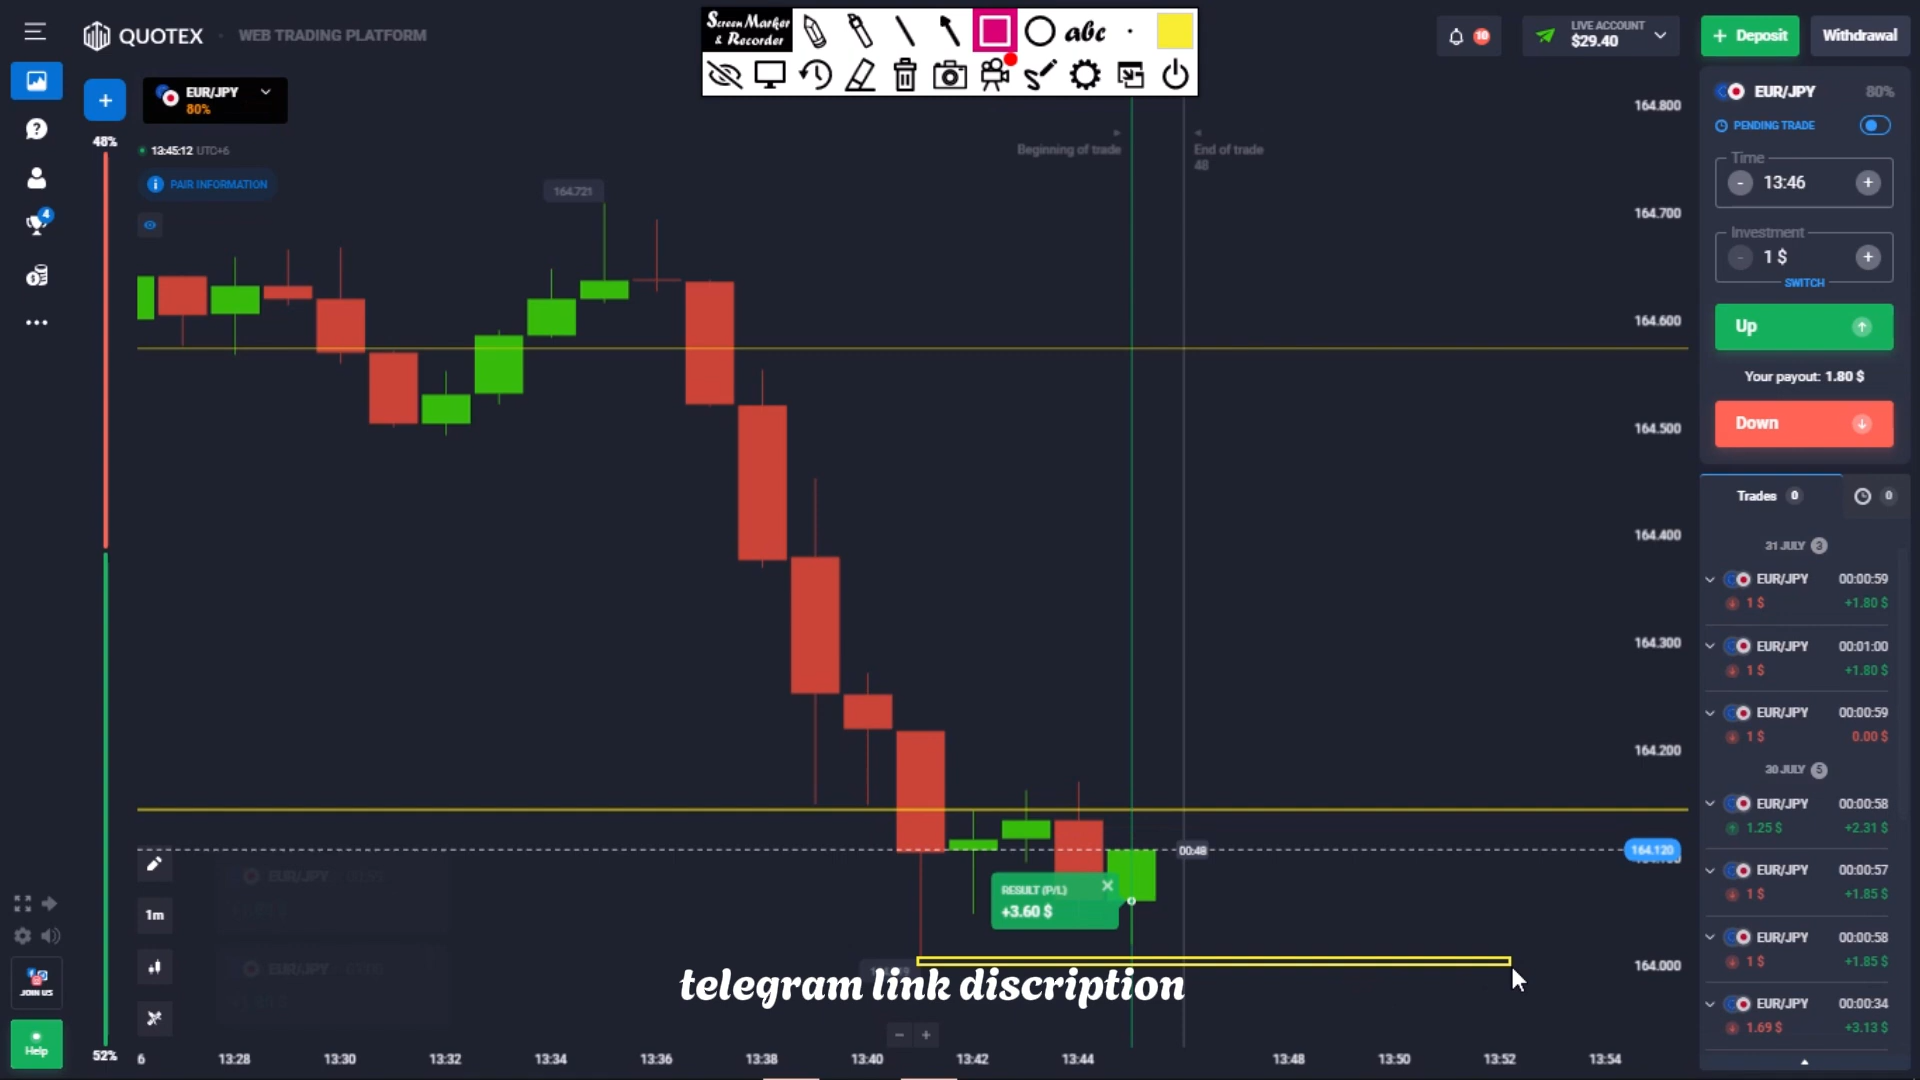 Screen Marker
& Recorder
abc
QUOTEX
WEB TRADING PLATFORM
10
LIVE ACCOUNT
$29.40
+ Deposit
Withdrawal
+
EUR/JPY
80%
48%
13:45:12 UTC+6
PAIR INFORMATION
4
164.721
Beginning of trade
End of trade
48
164.800
164.700
164.600
164.500
164.400
164.300
164.200
164.120
164.000
EUR/JPY 80%
PENDING TRADE
Time
- 13:46 +
Investment
- 1 $ +
SWITCH
Up
Your payout: 1.80 $
Down
Trades 0
0
31 JULY 3
EUR/JPY 00:00:59
1 $ +1.80 $
EUR/JPY 00:01:00
1 $ +1.80 $
EUR/JPY 00:00:59
1 $ 0.00 $
30 JULY 5
EUR/JPY 00:00:58
1.25 $ +2.31 $
EUR/JPY 00:00:57
1 $ +1.85 $
EUR/JPY 00:00:58
1 $ +1.85 $
EUR/JPY 00:00:34
1.69 $ +3.13 $
00:48
RESULT (P/L)
+3.60 $
EUR/JPY
EUR/JPY
1m
telegram link discription
JOIN US
Help
52%
- +
6 13:28 13:30 13:32 13:34 13:36 13:38 13:40 13:42 13:44 13:48 13:50 13:52 13:54